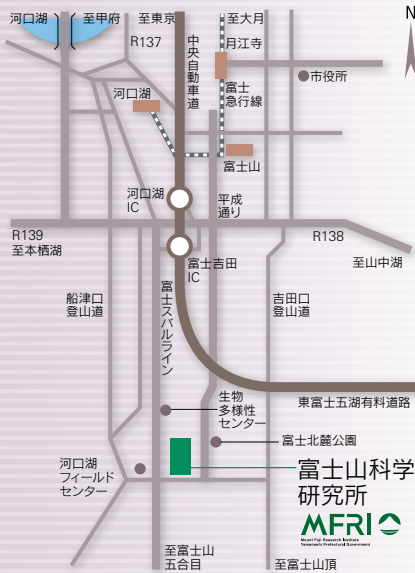 河口湖
至甲府
至東京
至大月
N
R137
中央自動車道
月江寺
市役所
富士
急行線
河口湖
富士山
河口湖
IC
平成
通り
R139
至本栖湖
R138
至山中湖
富士吉田
IC
船津口
登山道
富士スバルライン
吉田口
登山道
東富士五湖有料道路
生物
多様性
センター
富士北麓公園
河口湖
フィールド
センター
富士山科学
研究所
MFRI
Mount Fuji Research Institute
Yamanashi Prefectural Government
至富士山
五合目
至富士山頂